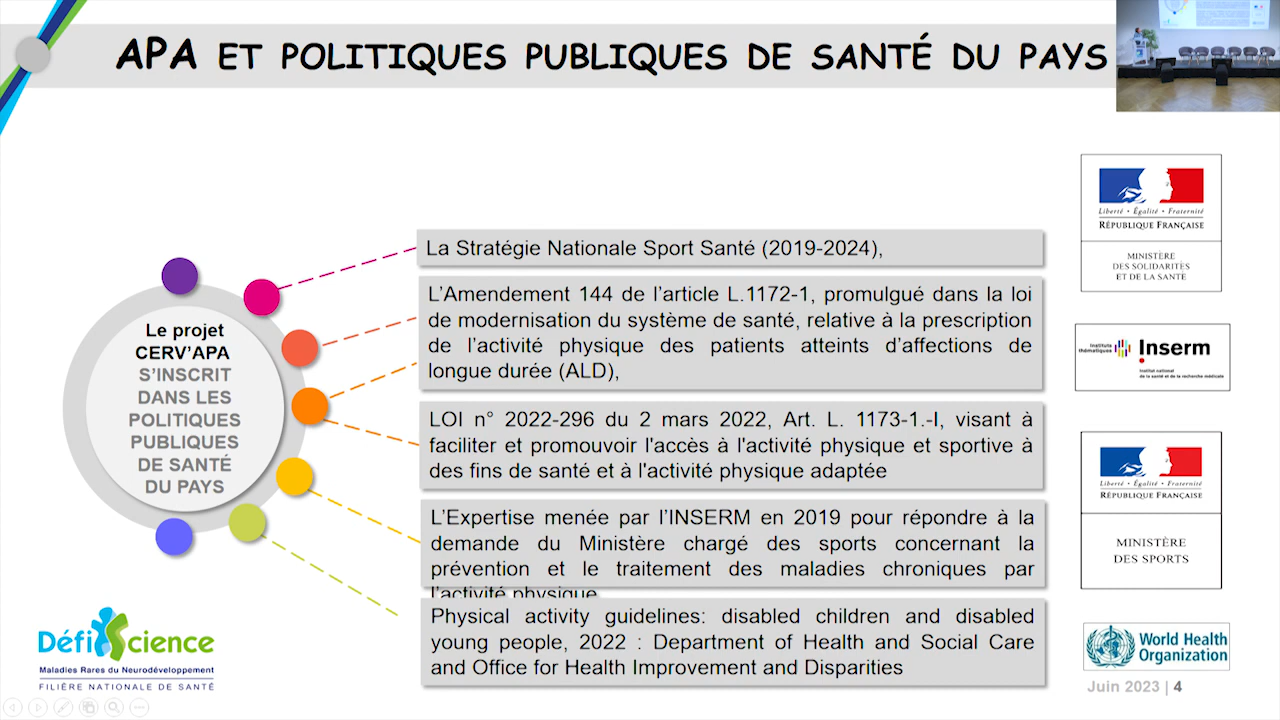 APA ET POLITIQUES PUBLIQUES DE SANTÉ DU PAYS
Le projet
CERV'APA
S'INSCRIT
DANS LES
POLITIQUES
PUBLIQUES
DE SANTÉ
DU PAYS
La Stratégie Nationale Sport Santé (2019-2024),
L'Amendement 144 de l'article L.1172-1, promulgué dans la loi
de modernisation du système de santé, relative à la prescription
de l'activité physique des patients atteints d'affections de
longue durée (ALD),
LOI n° 2022-296 du 2 mars 2022, Art. L. 1173-1.-I, visant à
faciliter et promouvoir l'accès à l'activité physique et sportive à
des fins de santé et à l'activité physique adaptée
L'Expertise menée par l'INSERM en 2019 pour répondre à la
demande du Ministère chargé des sports concernant la
prévention et le traitement des maladies chroniques par
l'activité physique
Physical activity guidelines: disabled children and disabled
young people, 2022 : Department of Health and Social Care
and Office for Health Improvement and Disparities
Liberté • Égalité • Fraternité
RÉPUBLIQUE FRANÇAISE
MINISTÈRE
DES SOLIDARITÉS
ET DE LA SANTÉ
Instituts
thématiques
Inserm
Institut national
de la santé et de la recherche médicale
Liberté • Égalité • Fraternité
RÉPUBLIQUE FRANÇAISE
MINISTÈRE
DES SPORTS
World Health
Organization
Défi Science
Maladies Rares du Neurodéveloppement
FILIÈRE NATIONALE DE SANTÉ
Juin 2023 | 4